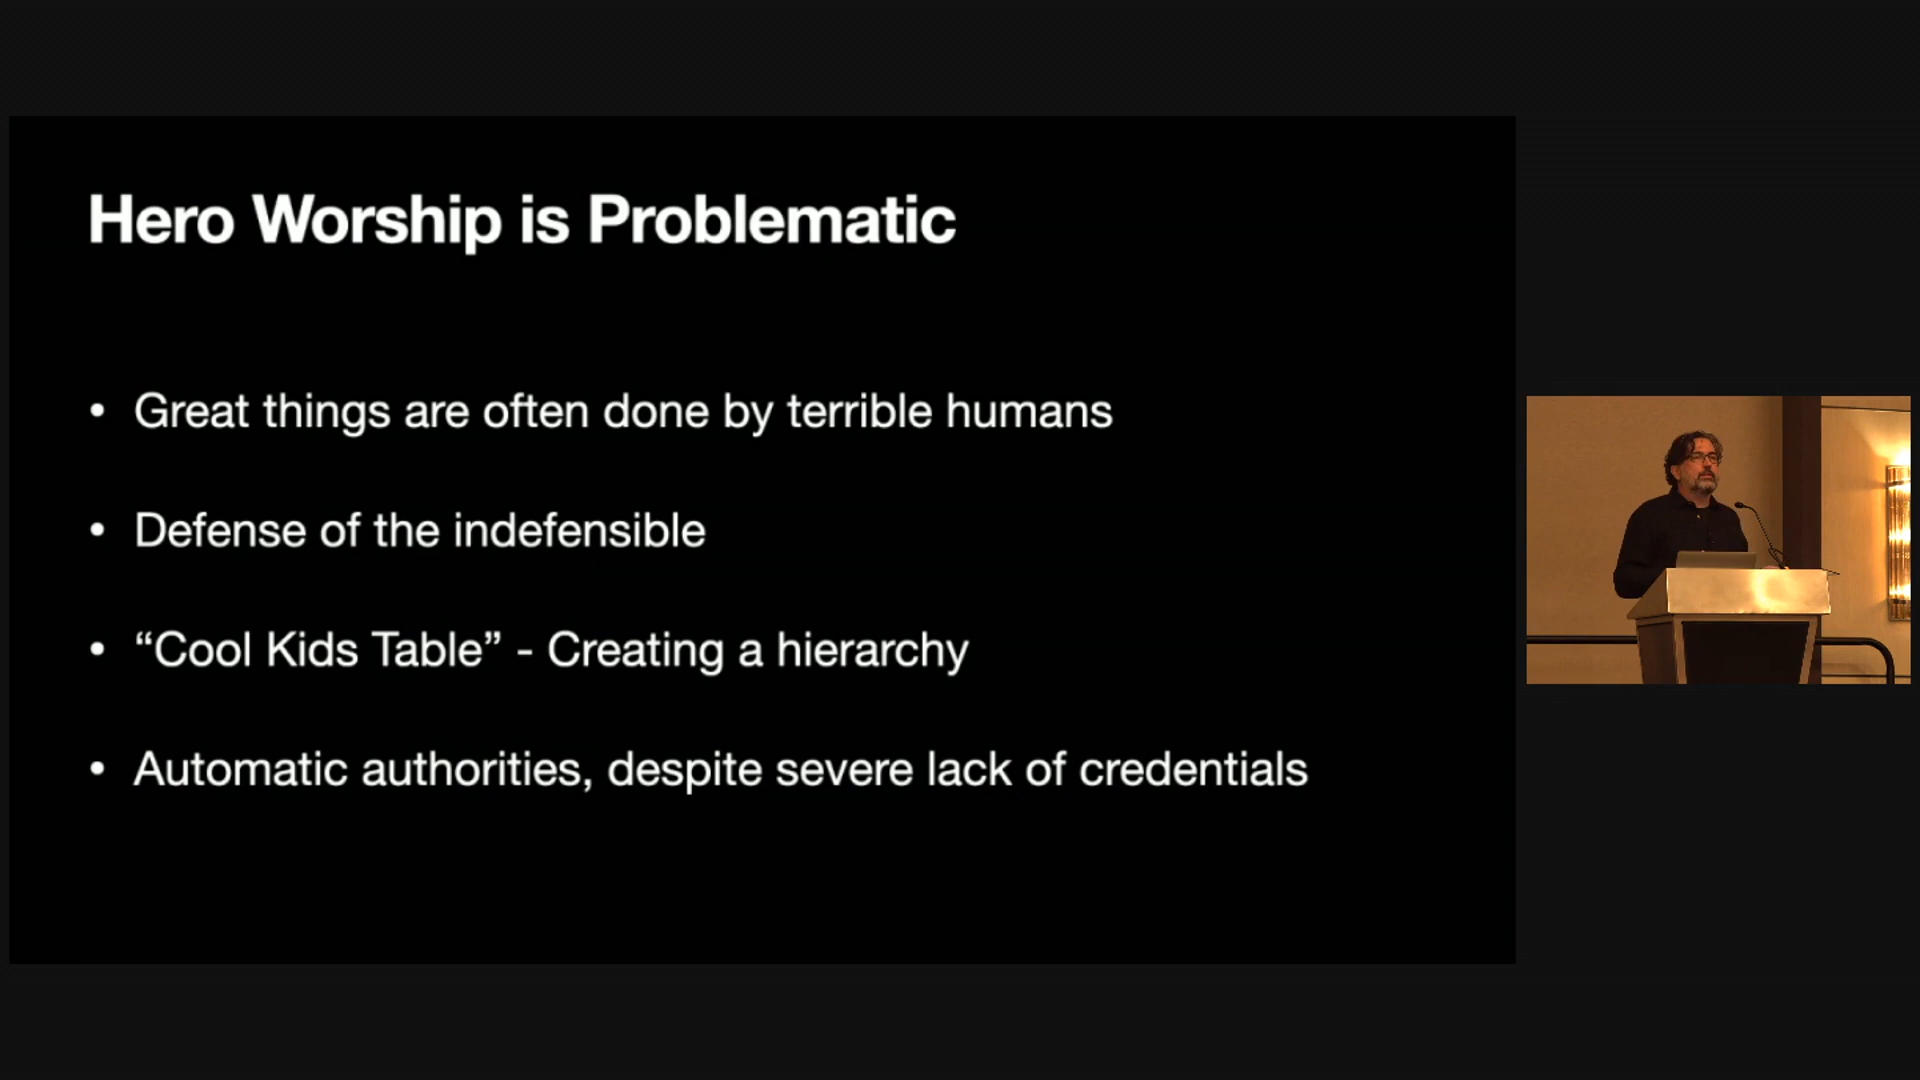 Hero Worship is Problematic
• Great things are often done by terrible humans
• Defense of the indefensible
• “Cool Kids Table” - Creating a hierarchy
• Automatic authorities, despite severe lack of credentials